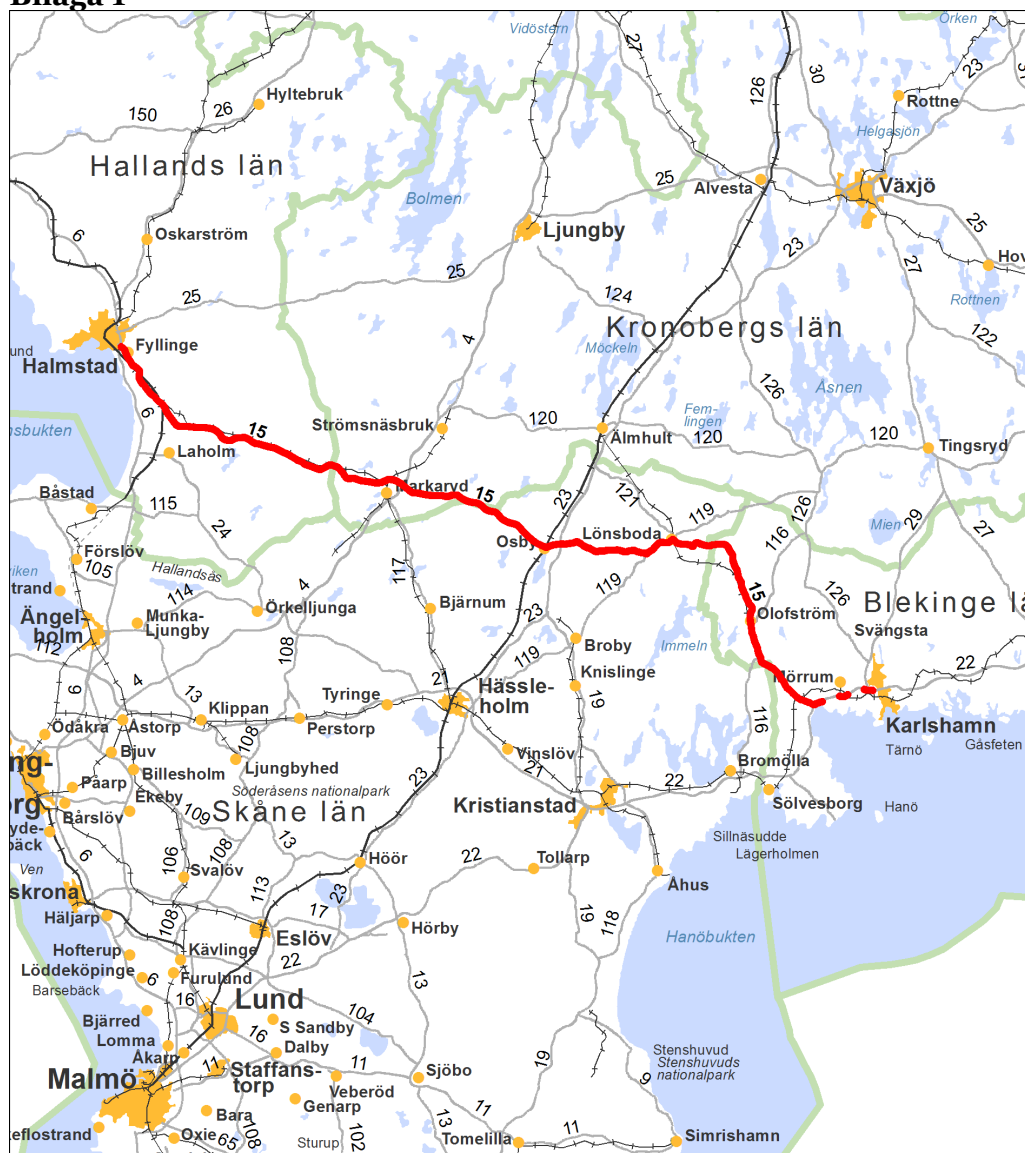 Bilaga 1
Vidöstern
Örken
27
30
23
126
Hyltebruk
26
150
Rottne
Helgasjön
Hallands län
25
Alvesta
Växjö
Bolmen
Ljungby
25
6
Oskarström
23
27
25
25
124
Rottnen
Kronobergs län
Fyllinge
4
Möckeln
122
Halmstad
Åsnen
126
6
Fem-
lingen
15
Strömsnäsbruk
120
Älmhult
120
120
Tingsryd
Laholm
Markaryd
15
23
121
Båstad
115
119
126
24
Mien
29
27
Osby
Lönsboda
116
Förslöv
105
Hallandsås
117
4
119
15
114
Örkelljunga
Bjärnum
23
Olofström
126
Blekinge
Ängel-
holm
Munka-
Ljungby
Svängsta
112
108
Broby
Immeln
119
22
6
4
13
Tyringe
21
Hässle-
holm
Knislinge
Mörrum
19
Klippan
Perstorp
116
Karlshamn
Ödåkra
Åstorp
108
Tärnö
Gåsfeten
Bjuv
Billesholm
Ljungbyhed
Vinslöv
Bromölla
Påarp
Söderåsens nationalpark
23
21
22
Ekeby
109
Skåne län
Kristianstad
Sölvesborg
Hanö
Bårslöv
13
Sillnäsudde
Lägerholmen
6
106
108
Höör
22
Tollarp
Ven
Svalöv
113
23
Åhus
Häljarp
108
17
19
118
Eslöv
Hörby
Hanöbukten
Hofterup
Kävlinge
22
Löddeköpinge
Furulund
13
Barsebäck
6
16
Lund
104
Bjärred
S Sandby
16
Lomma
Dalby
19
Stenshuvud
Stenshuvuds
nationalpark
Åkarp
11
Staffans-
torp
11
Sjöbo
Malmö
Veberöd
9
Genarp
11
Bara
13
11
Oxie
65
108
Sturup
102
Tomelilla
Simrishamn